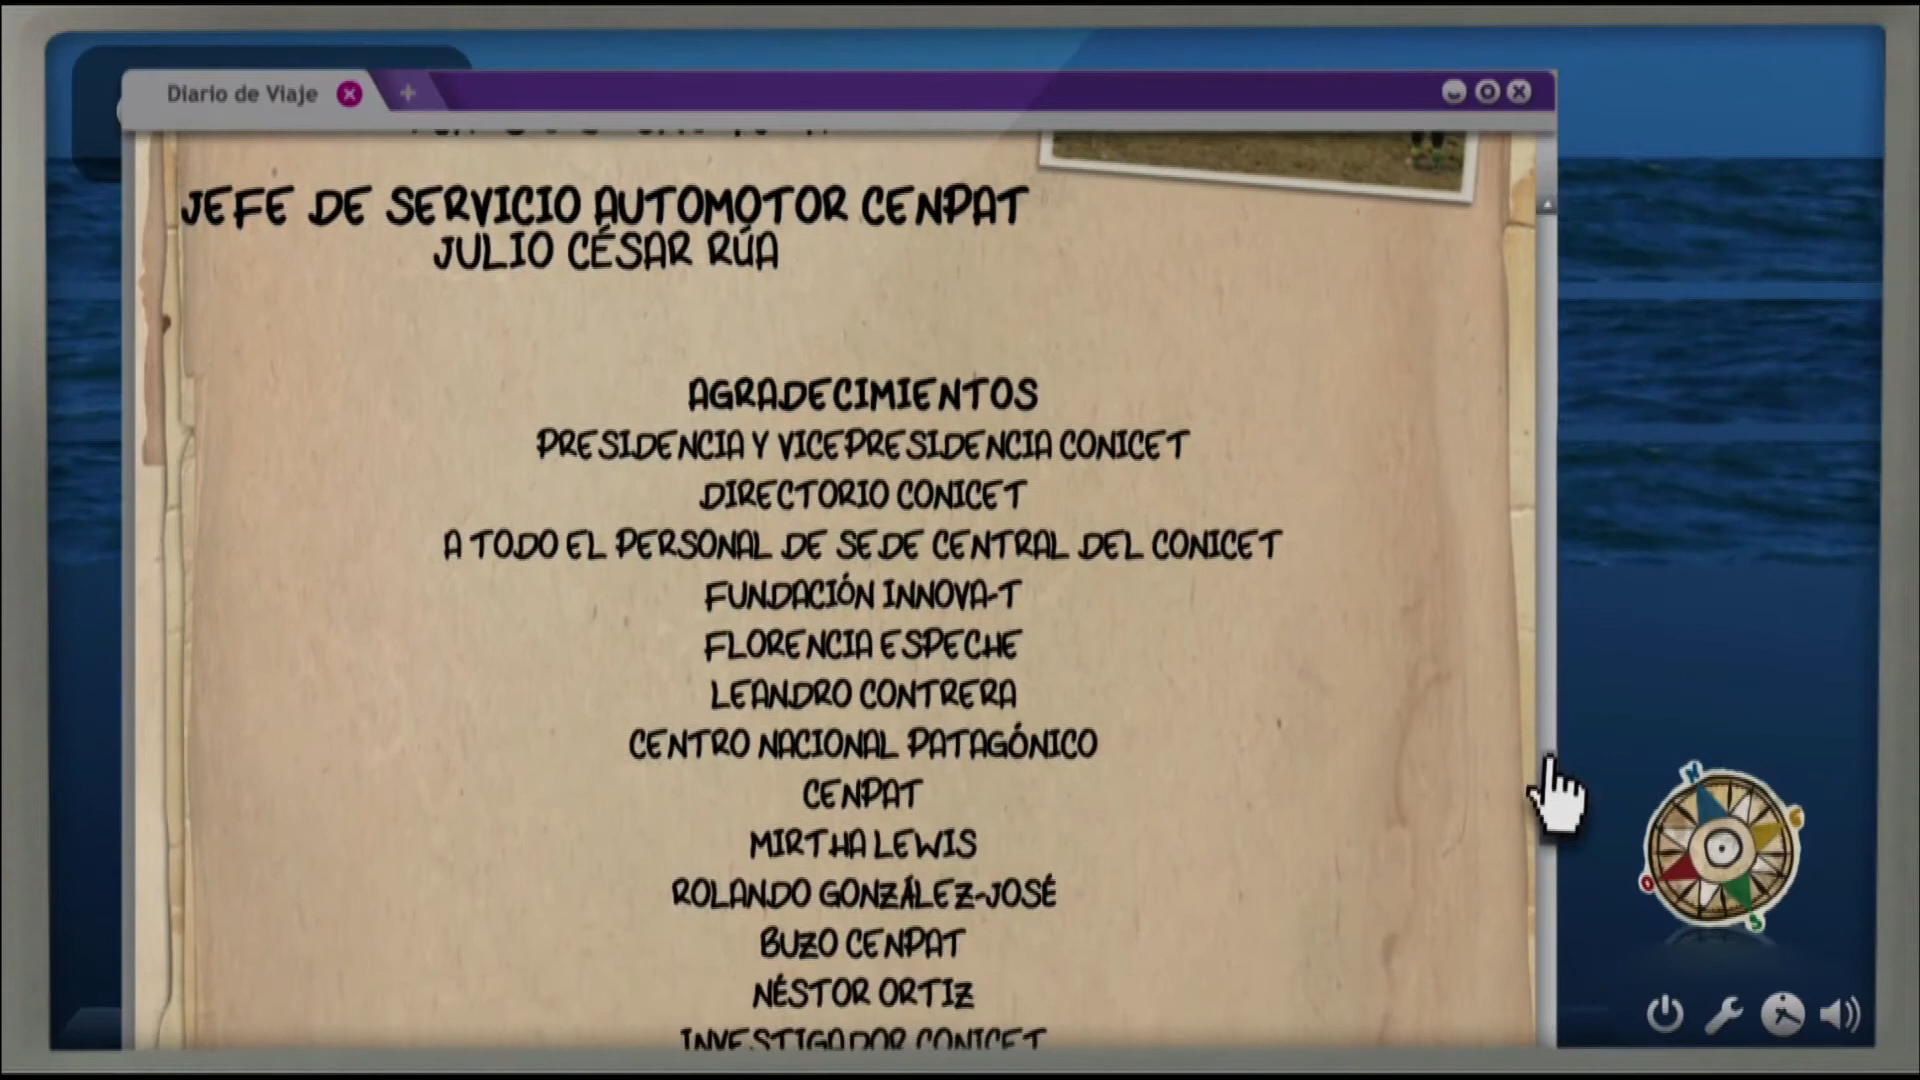 Diario de Viaje
JEFE DE SERVICIO AUTOMOTOR CENPAT
JULIO CÉSAR RÚA
AGRADECIMIENTOS
PRESIDENCIA Y VICEPRESIDENCIA CONICET
DIRECTORIO CONICET
A TODO EL PERSONAL DE SEDE CENTRAL DEL CONICET
FUNDACIÓN INNOVA-T
FLORENCIA ESPECHE
LEANDRO CONTRERA
CENTRO NACIONAL PATAGÓNICO
CENPAT
MIRTHA LEWIS
ROLANDO GONZÁLEZ-JOSÉ
BUZO CENPAT
NÉSTOR ORTIZ
INVESTIGADOR CONICET
N
O
S